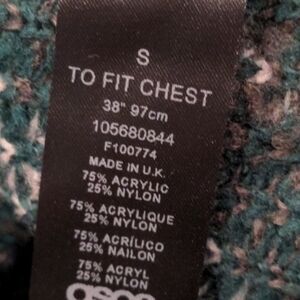 S
TO FIT CHEST
38" 97cm
105680844
F100774
MADE IN U.K.
75% ACRYLIC
25% NYLON
75% ACRYLIQUE
25% NYLON
75% ACRÍLICO
25% NAILON
75% ACRYL
25% NYLON
asos